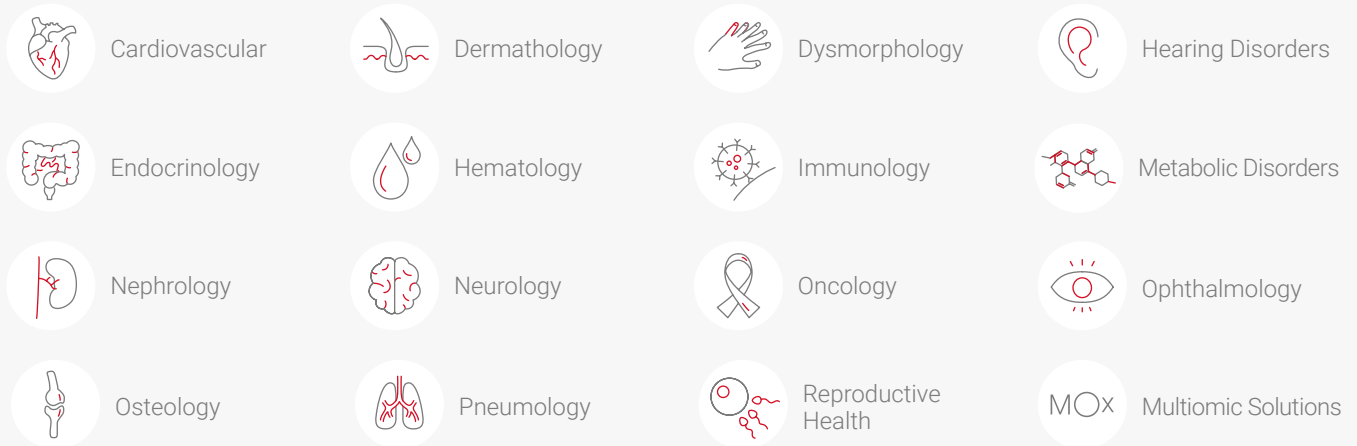 Cardiovascular
Dermathology
Dysmorphology
Hearing Disorders
Endocrinology
Hematology
Immunology
Metabolic Disorders
Nephrology
Neurology
Oncology
Ophthalmology
Osteology
Pneumology
Reproductive
Health
MOx
Multiomic Solutions